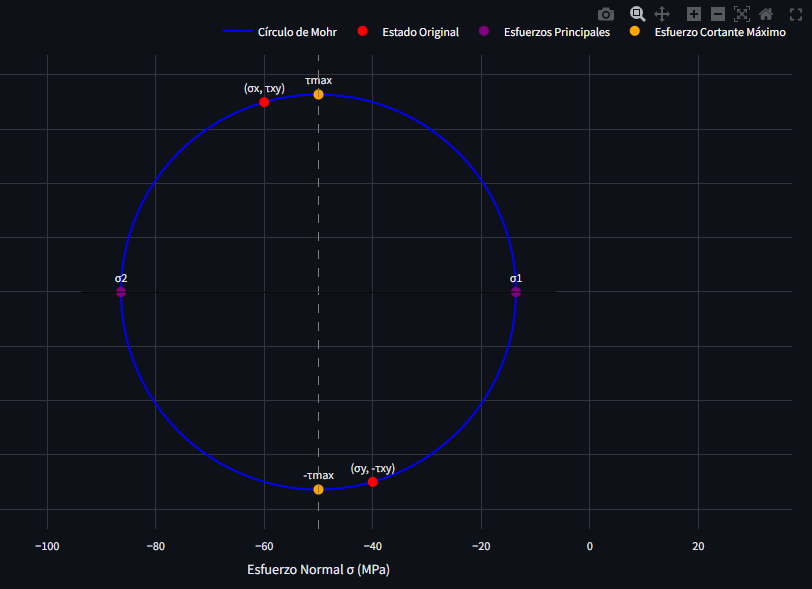 Círculo de Mohr
Estado Original
Esfuerzos Principales
Esfuerzo Cortante Máximo
τmax
(σx, τxy)
σ2
σ1
-τmax
(σy, -τxy)
−100
−80
−60
−40
−20
0
20
Esfuerzo Normal σ (MPa)